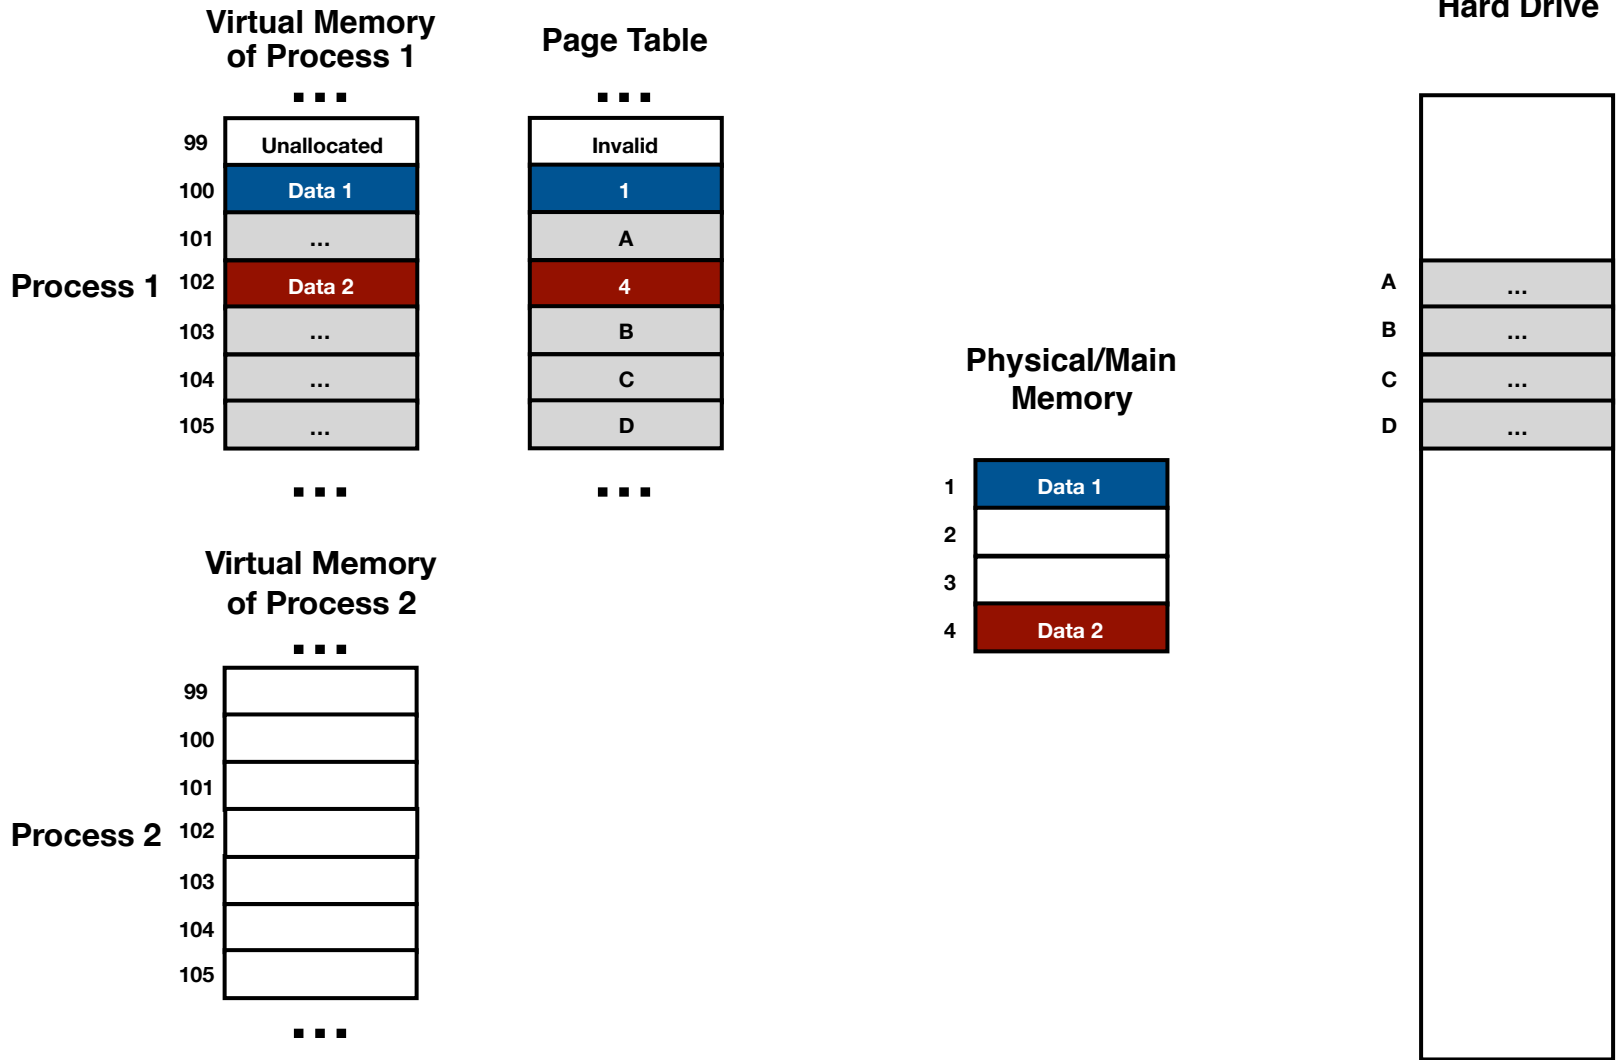 Hard Drive
Virtual Memory
of Process 1
Page Table
...
...
99 Unallocated Invalid
100 Data 1 1
101 ... A
Process 1 102 Data 2 4
103 ... B
104 ... C
105 ... D
...
...
A ...
B ...
C ...
D ...
Physical/Main
Memory
1 Data 1
2
3
4 Data 2
Virtual Memory
of Process 2
...
99
100
101
Process 2 102
103
104
105
...